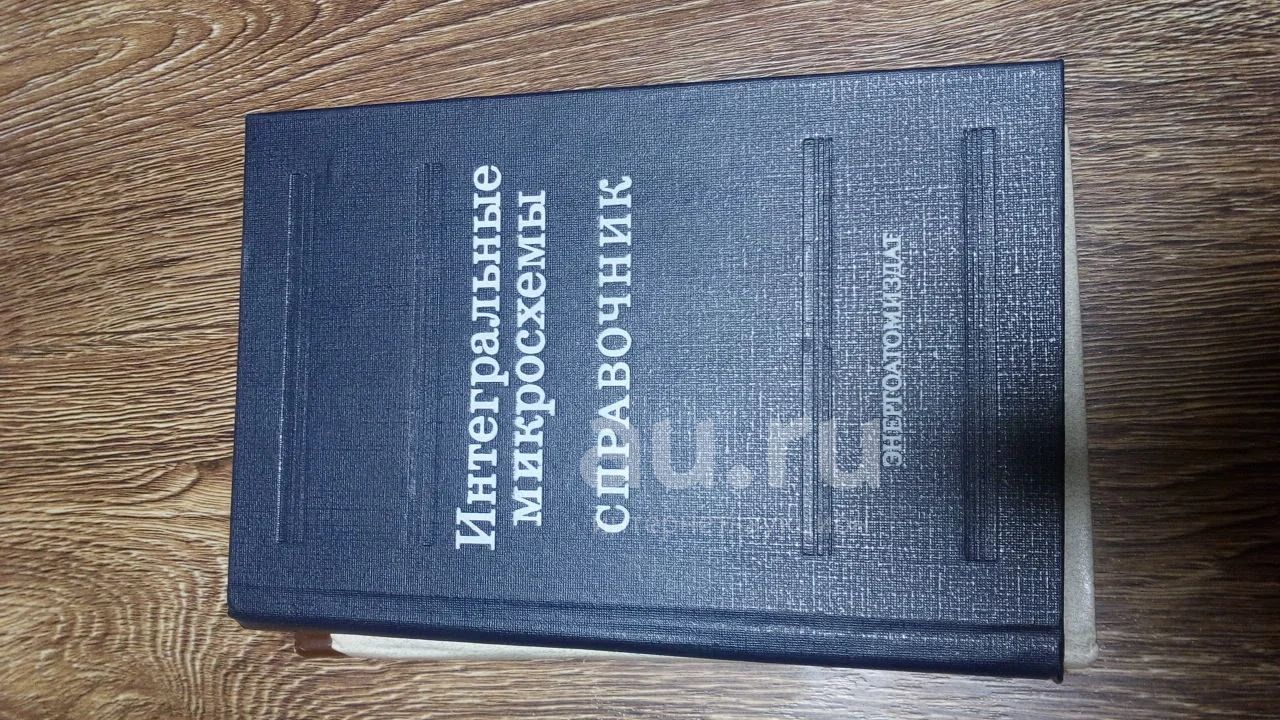 Интегральные
микросхемы
СПРАВОЧНИК
ЭНЕРГОАТОМИЗДАТ
au.ru